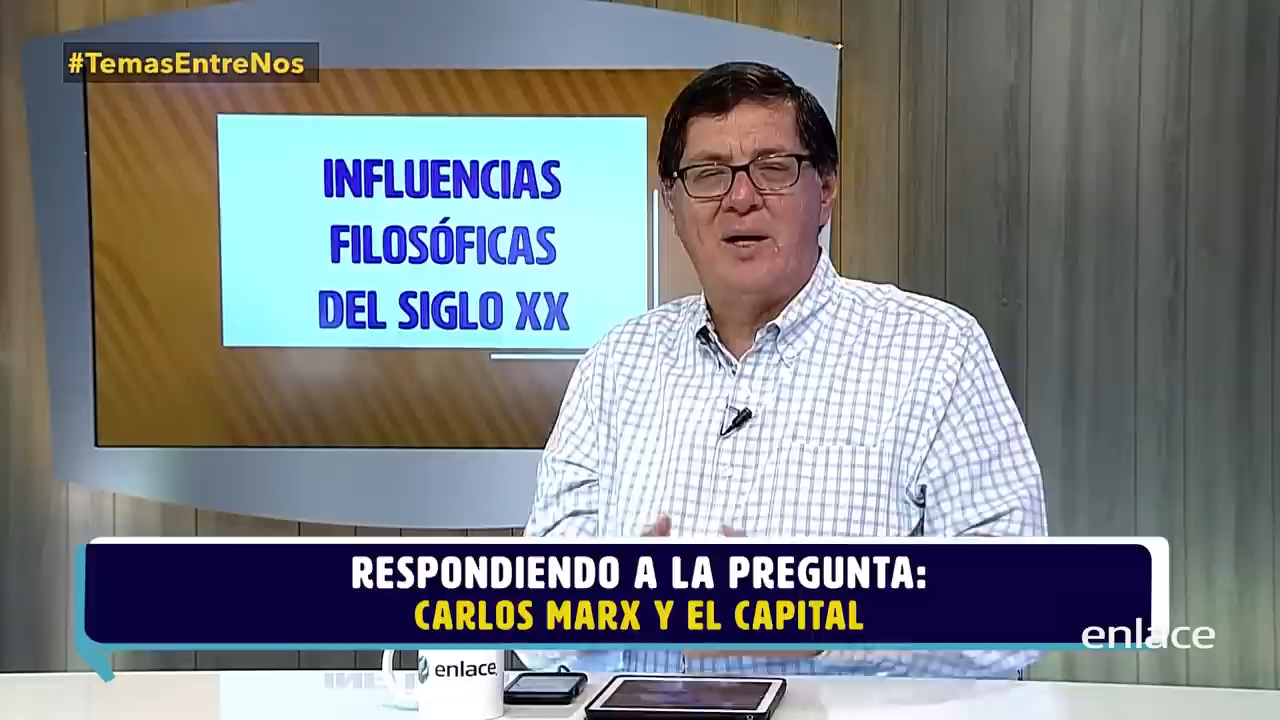 #TemasEntreNos
INFLUENCIAS
FILOSÓFICAS
DEL SIGLO XX
RESPONDIENDO A LA PREGUNTA:
CARLOS MARX Y EL CAPITAL
enlace
enlace